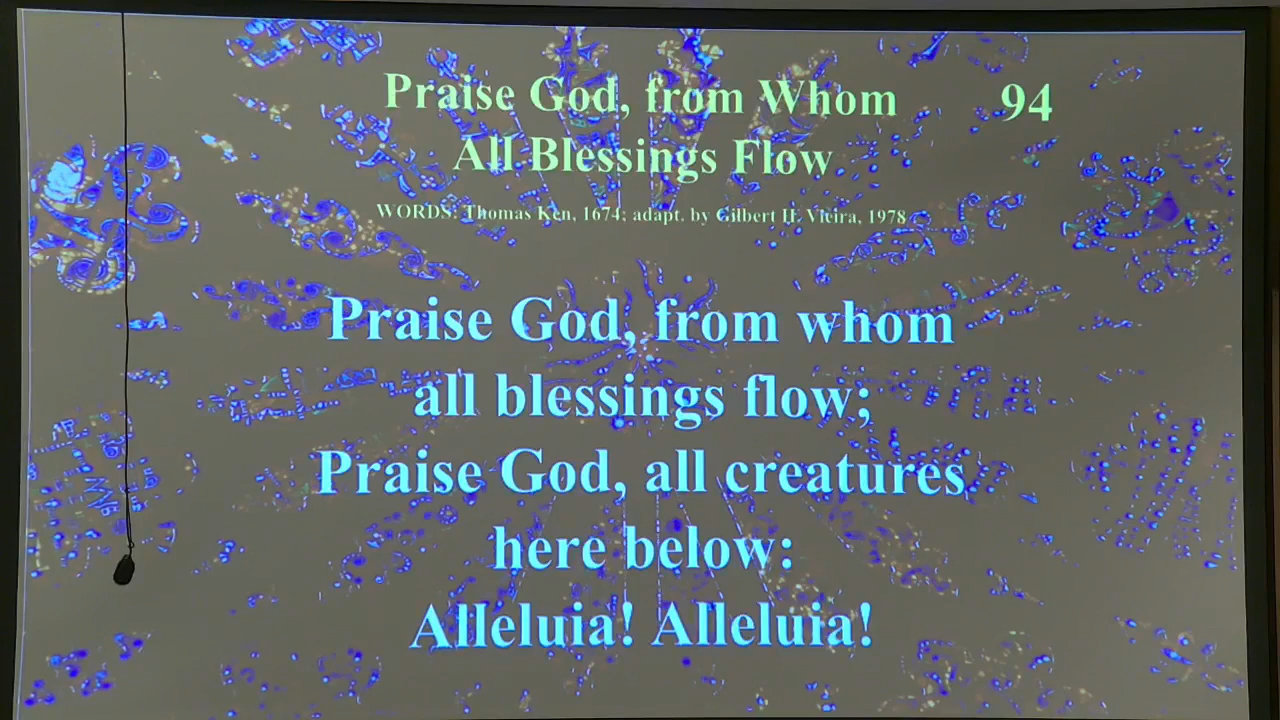 Praise God, from Whom 94
All Blessings Flow
WORDS: Thomas Ken, 1674; adapt. by Gilbert H. Vieira, 1978
Praise God, from whom
all blessings flow;
Praise God, all creatures
here below:
Alleluia! Alleluia!